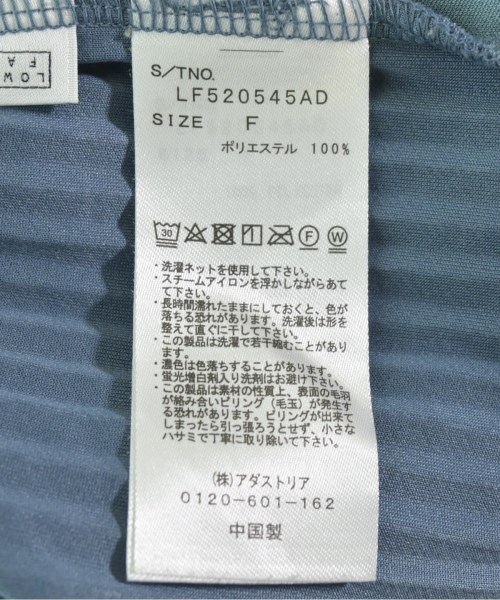 LOW
FA
S/TNO.
LF520545AD
SIZE F
ポリエステル 100%
30
F
W
・洗濯ネットを使用して下さい。
・スチームアイロンを浮かしながらあて
て下さい。
・長時間濡れたままにしておくと、色が
落ちる恐れがあります。洗濯後は形を
整えて直ぐに干して下さい。
・この製品は洗濯で若干縮むことがあり
ます。
・濃色は色落ちすることがあります。
・蛍光増白剤入り洗剤はお避け下さい。
・この製品は素材の性質上、表面の毛羽
が絡み合いピリング（毛玉）が発生す
る恐れがあります。ピリングが出来て
しまったら引っ張ろうとせず、小さな
ハサミで丁寧に取り除いて下さい。
(株)アダストリア
0120-601-162
中国製